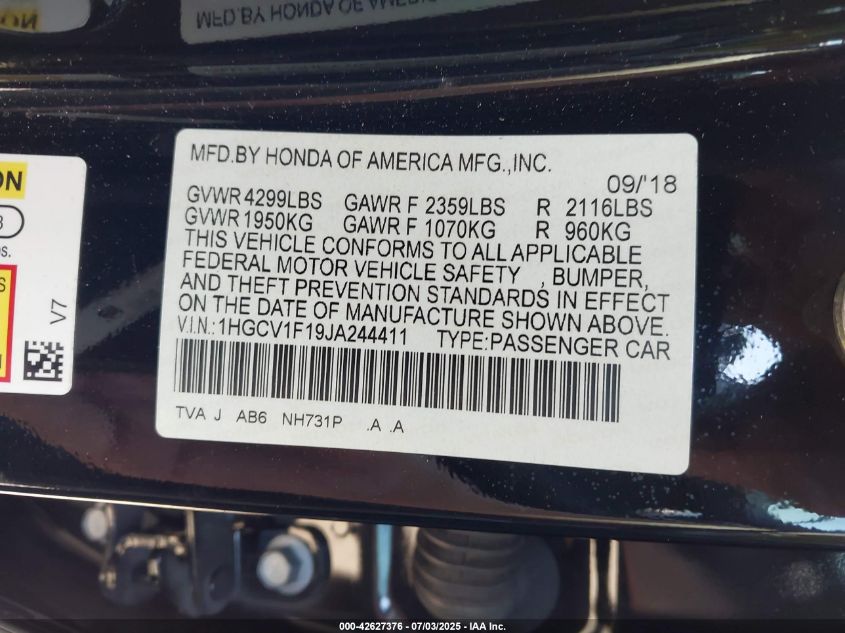 MFD.BY HONDA OF AMERICA
ON
MFD.BY HONDA OF AMERICA MFG.,INC.
09/'18
GVWR 4299LBS GAWR F 2359LBS R 2116LBS
GVWR 1950KG GAWR F 1070KG R 960KG
THIS VEHICLE CONFORMS TO ALL APPLICABLE
FEDERAL MOTOR VEHICLE SAFETY , BUMPER,
AND THEFT PREVENTION STANDARDS IN EFFECT
ON THE DATE OF MANUFACTURE SHOWN ABOVE.
V.I.N.:1HGCV1F19JA244411 TYPE:PASSENGER CAR
TVA J AB6 NH731P .A .A
V7
000-42627376 - 07/03/2025 - IAA Inc.